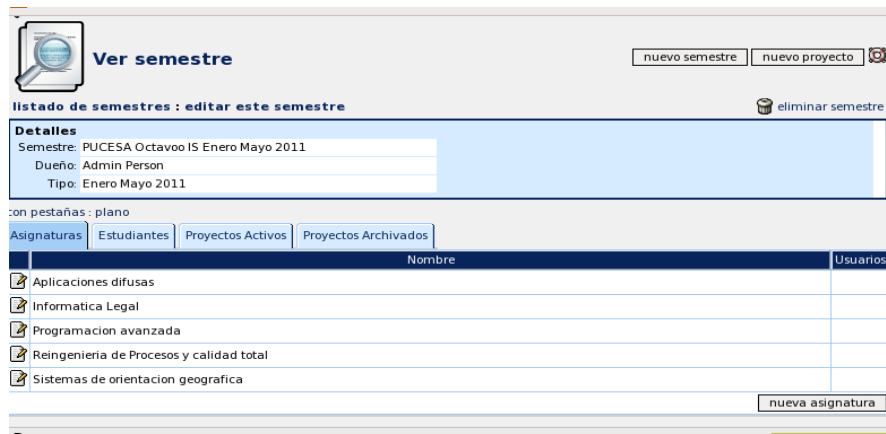 Ver semestre
nuevo semestre nuevo proyecto
listado de semestres : editar este semestre eliminar semestre
Detalles
Semestre: PUCESA Octavoo IS Enero Mayo 2011
Dueño: Admin Person
Tipo: Enero Mayo 2011
con pestañas : plano
Asignaturas Estudiantes Proyectos Activos Proyectos Archivados
Nombre Usuarios
Aplicaciones difusas
Informatica Legal
Programacion avanzada
Reingenieria de Procesos y calidad total
Sistemas de orientacion geografica
nueva asignatura